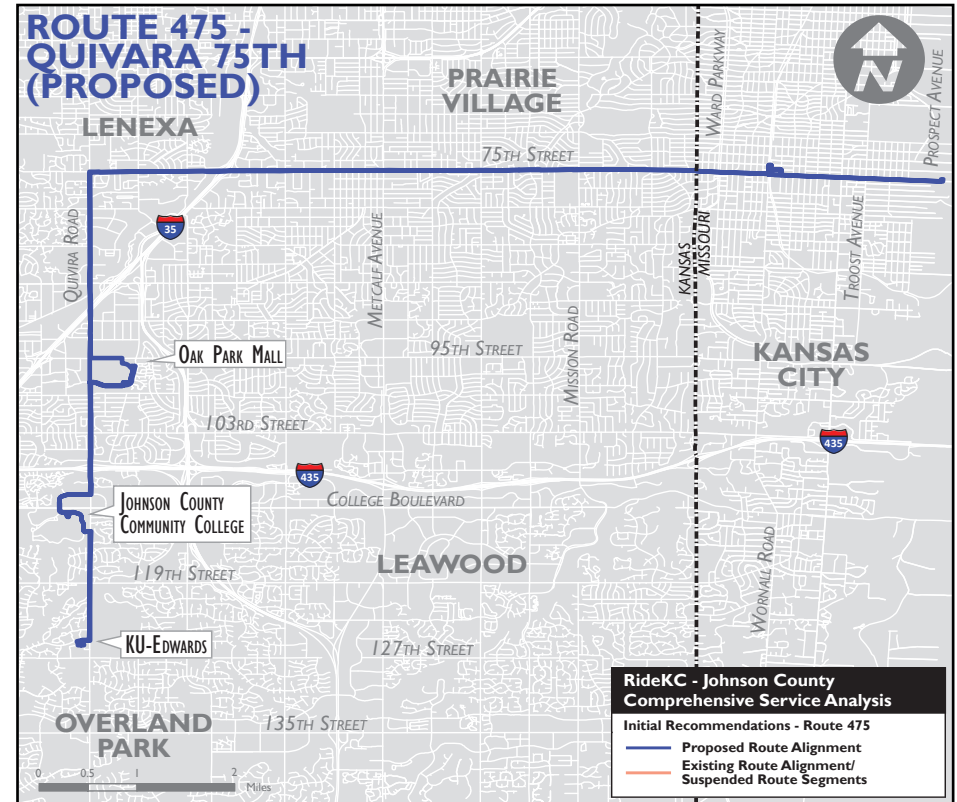 ROUTE 475 -
QUIVARA 75TH
(PROPOSED)
LENEXA
PRAIRIE
VILLAGE
WARD PARKWAY
N
PROSPECT AVENUE
75TH STREET
QUIVIRA ROAD
35
METCALF AVENUE
KANSAS
MISSOURI
TROOST AVENUE
OAK PARK MALL
95TH STREET
MISSION ROAD
KANSAS
CITY
103RD STREET
435
435
COLLEGE BOULEVARD
JOHNSON COUNTY
COMMUNITY COLLEGE
LEAWOOD
119TH STREET
WORNALL ROAD
KU-EDWARDS
127TH STREET
OVERLAND
PARK
135TH STREET
0 0.5 1 2
Miles
RideKC - Johnson County
Comprehensive Service Analysis
Initial Recommendations - Route 475
Proposed Route Alignment
Existing Route Alignment/
Suspended Route Segments